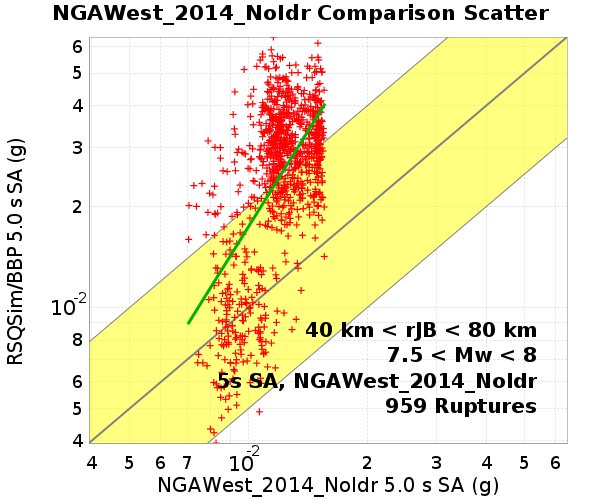 NGAWest_2014_NoIdr Comparison Scatter
RSQSim/BBP 5.0 s SA (g)
6
5
4
3
2
10-2
8
6
5
4
40 km < rJB < 80 km
7.5 < Mw < 8
5s SA, NGAWest_2014_NoIdr
959 Ruptures
4 5 6 7 10-2 2 3 4 5 6
NGAWest_2014_NoIdr 5.0 s SA (g)